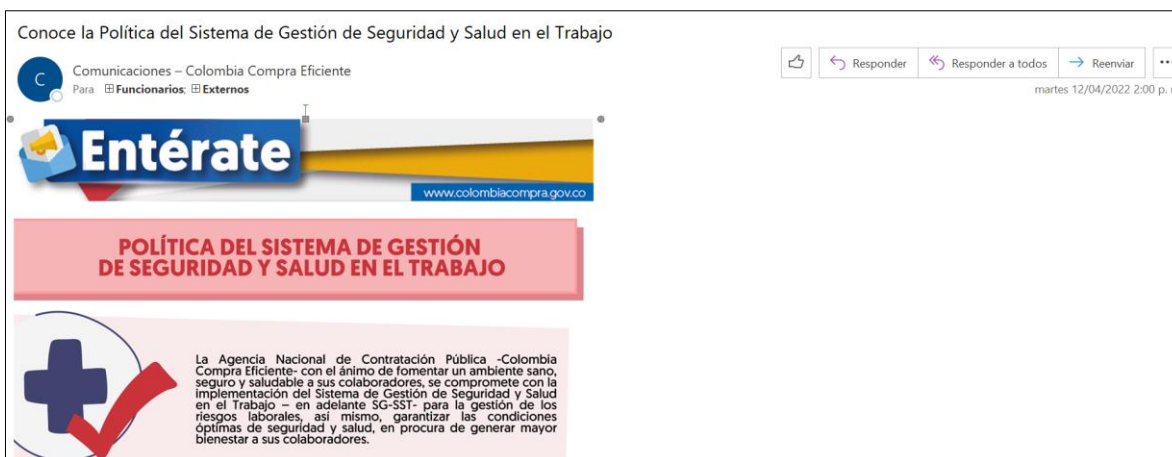 Conoce la Política del Sistema de Gestión de Seguridad y Salud en el Trabajo
C
Comunicaciones – Colombia Compra Eficiente
Para Funcionarios; Externos
Responder
Responder a todos
Reenviar
martes 12/04/2022 2:00 p.
Entérate
www.colombiacompra.gov.co
POLÍTICA DEL SISTEMA DE GESTIÓN
DE SEGURIDAD Y SALUD EN EL TRABAJO
La Agencia Nacional de Contratación Pública -Colombia
Compra Eficiente- con el ánimo de fomentar un ambiente sano,
seguro y saludable a sus colaboradores, se compromete con la
implementación del Sistema de Gestión de Seguridad y Salud
en el Trabajo – en adelante SG-SST- para la gestión de los
riesgos laborales, así mismo, garantizar las condiciones
óptimas de seguridad y salud, en procura de generar mayor
bienestar a sus colaboradores.